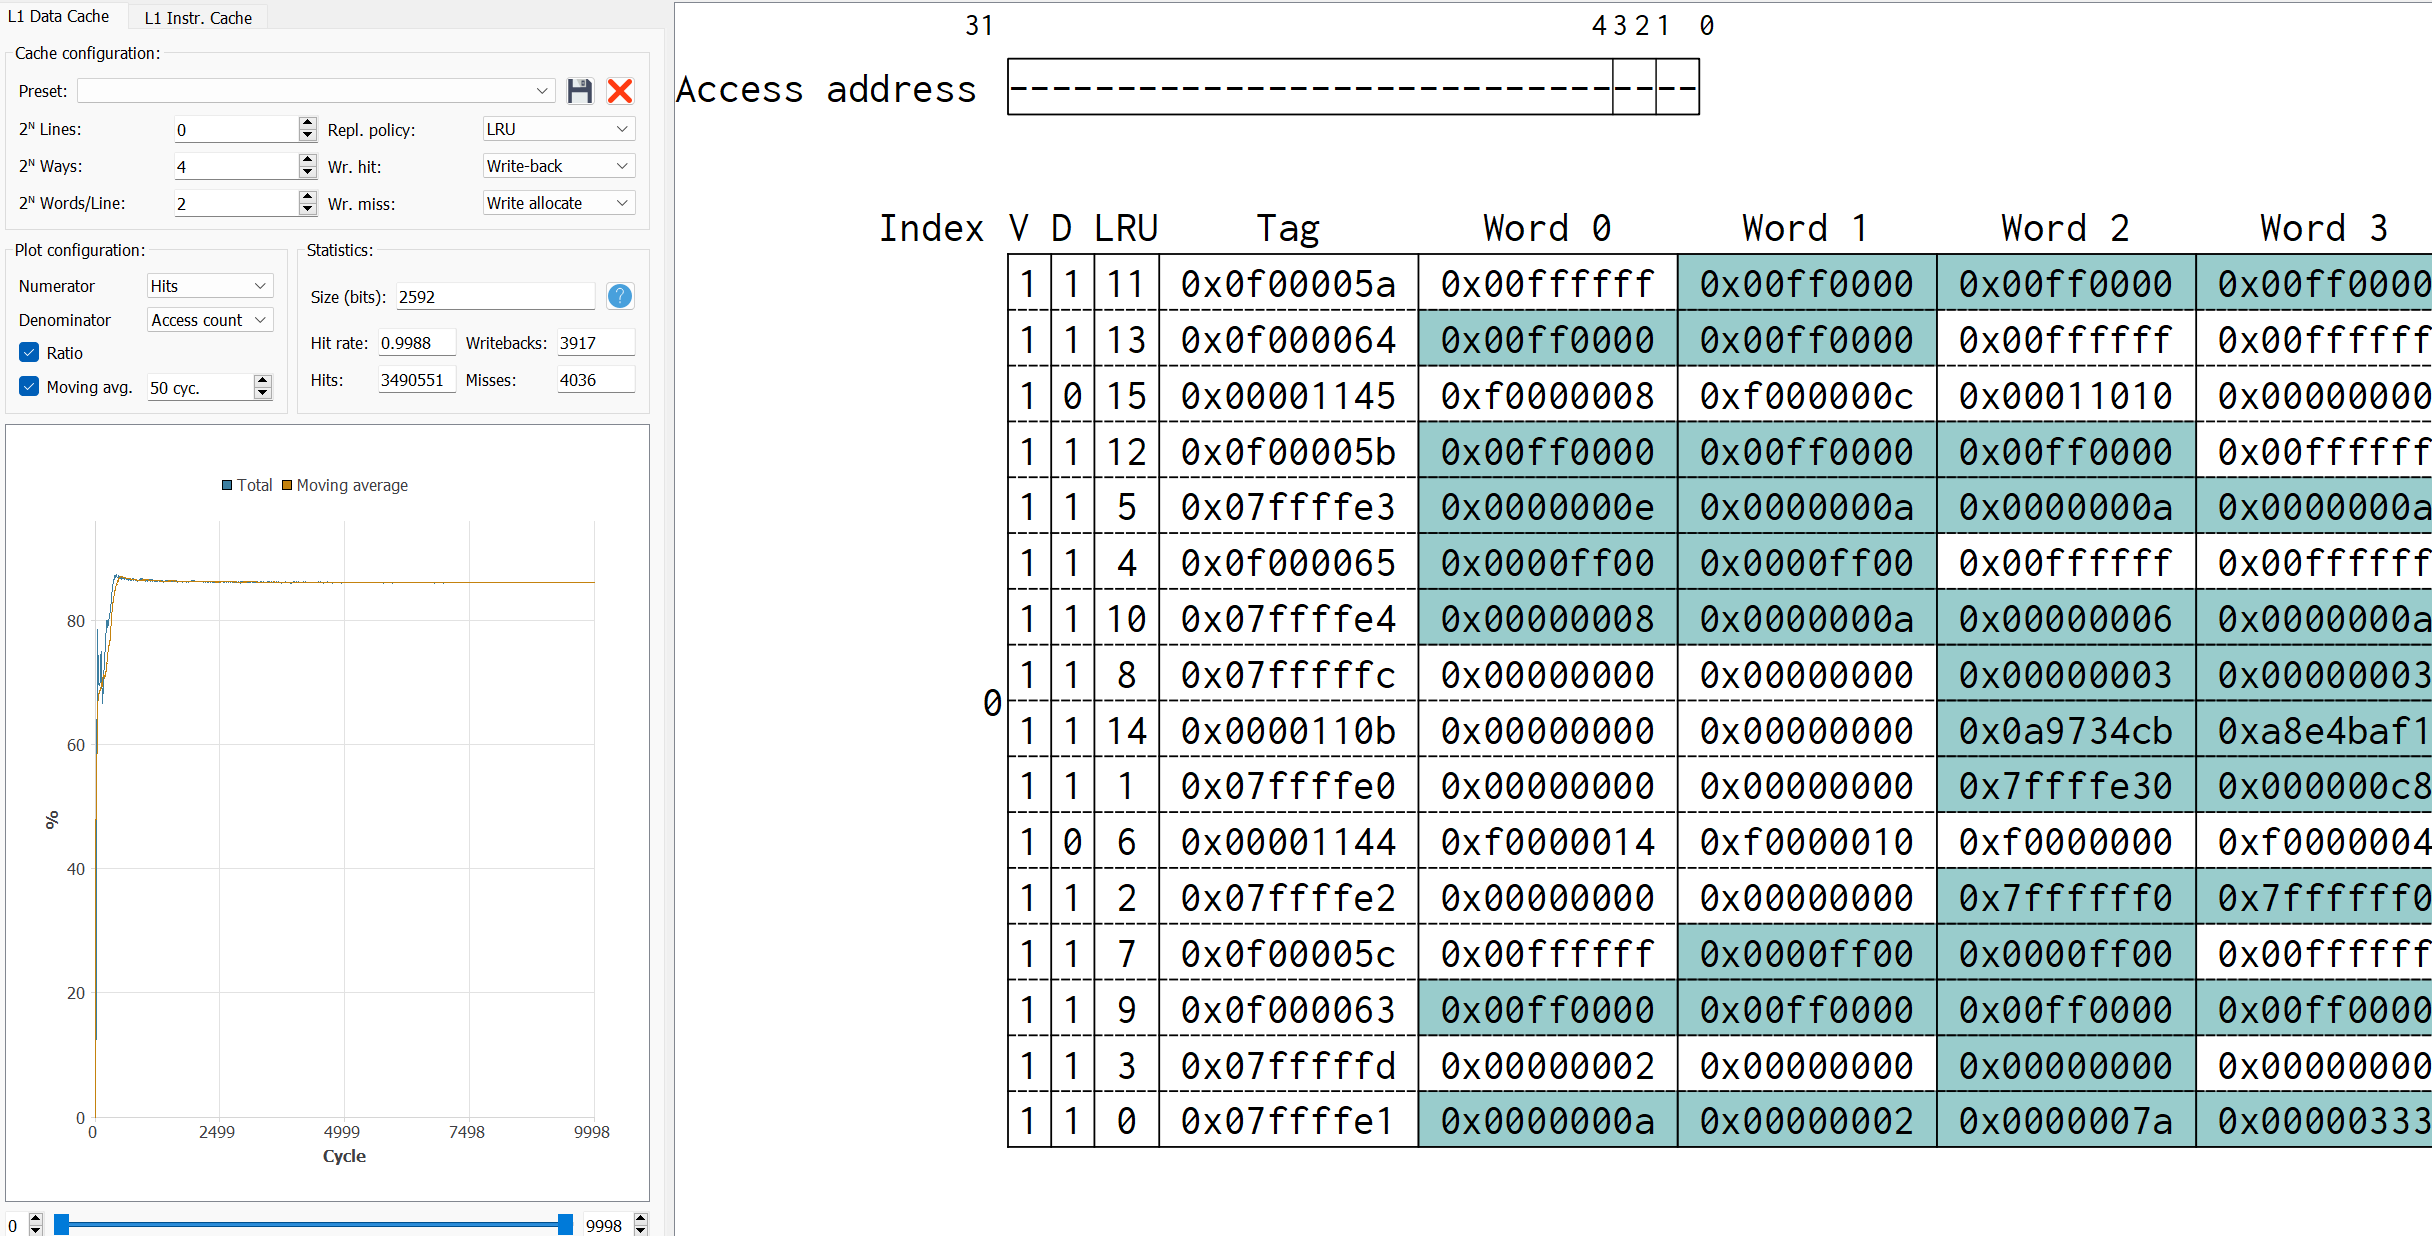 L1 Data Cache
L1 Instr. Cache
Cache configuration:
Preset:
2ᴺ Lines: 0 Repl. policy: LRU
2ᴺ Ways: 4 Wr. hit: Write-back
2ᴺ Words/Line: 2 Wr. miss: Write allocate
Plot configuration:
Numerator Hits
Denominator Access count
Ratio
Moving avg. 50 cyc.
Statistics:
Size (bits): 2592 ?
Hit rate: 0.9988 Writebacks: 3917
Hits: 3490551 Misses: 4036
Total Moving average
80
60
%
40
20
0
0 2499 4999 7498 9998
Cycle
0 9998
31 4 3 2 1 0
Access address --------------------------------
Index V D LRU Tag Word 0 Word 1 Word 2 Word 3
1 1 11 0x0f00005a 0x00ffffff 0x00ff0000 0x00ff0000 0x00ff0000
1 1 13 0x0f000064 0x00ff0000 0x00ff0000 0x00ffffff 0x00ffffff
1 0 15 0x00001145 0xf0000008 0xf000000c 0x00011010 0x00000000
1 1 12 0x0f00005b 0x00ff0000 0x00ff0000 0x00ff0000 0x00ffffff
1 1 5 0x07ffffe3 0x0000000e 0x0000000a 0x0000000a 0x0000000a
1 1 4 0x0f000065 0x0000ff00 0x0000ff00 0x00ffffff 0x00ffffff
1 1 10 0x07ffffe4 0x00000008 0x0000000a 0x00000006 0x0000000a
1 1 8 0x07fffffc 0x00000000 0x00000000 0x00000003 0x00000003
0
1 1 14 0x0000110b 0x00000000 0x00000000 0x0a9734cb 0xa8e4baf1
1 1 1 0x07ffffe0 0x00000000 0x00000000 0x7ffffe30 0x000000c8
1 0 6 0x00001144 0xf0000014 0xf0000010 0xf0000000 0xf0000004
1 1 2 0x07ffffe2 0x00000000 0x00000000 0x7ffffff0 0x7ffffff0
1 1 7 0x0f00005c 0x00ffffff 0x0000ff00 0x0000ff00 0x00ffffff
1 1 9 0x0f000063 0x00ff0000 0x00ff0000 0x00ff0000 0x00ff0000
1 1 3 0x07fffffd 0x00000002 0x00000000 0x00000000 0x00000000
1 1 0 0x07ffffe1 0x0000000a 0x00000002 0x0000007a 0x00000333